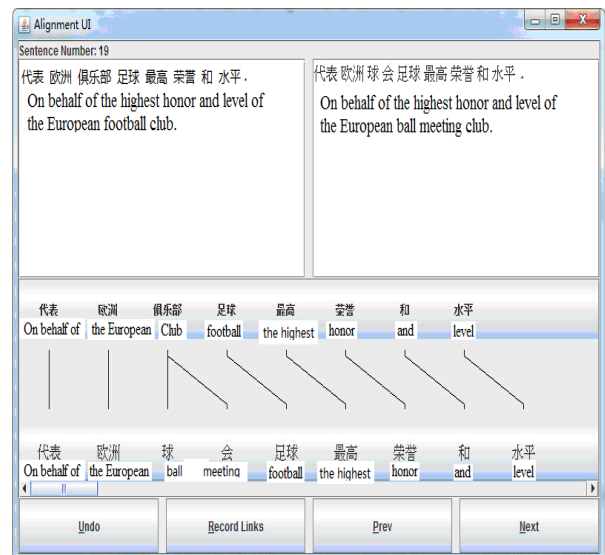 Alignment UI
Sentence Number: 19
代表 欧洲 俱乐部 足球 最高 荣誉 和 水平 .
On behalf of the highest honor and level of
the European football club.
代表 欧洲 球 会 足球 最高 荣誉 和 水平 .
On behalf of the highest honor and level of
the European ball meeting club.
代表 欧洲 俱乐部 足球 最高 荣誉 和 水平
On behalf of the European Club football the highest honor and level
代表 欧洲 球 会 足球 最高 荣誉 和 水平
On behalf of the European ball meeting football the highest honor and level
Undo Record Links Prev Next